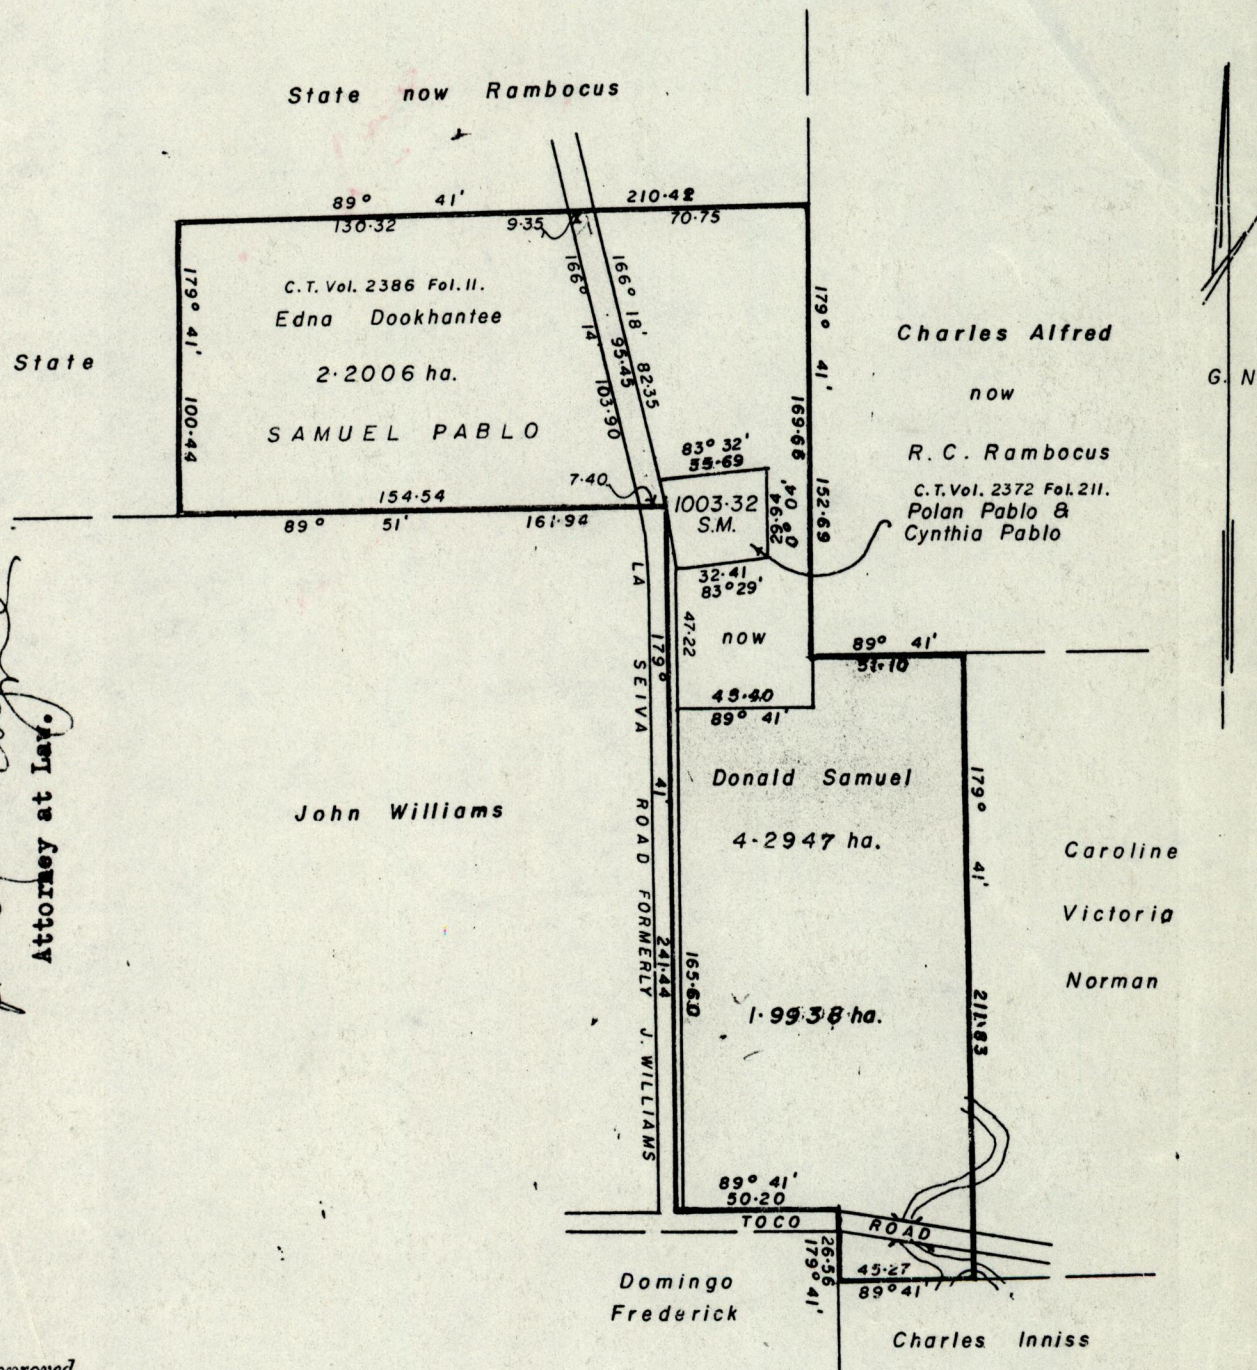 State now Rambocus
89° 41' 210.42
130.32 9.35 70.75
179° 41' 100.44
C.T. Vol. 2386 Fol. 11.
Edna Dookhantee
2.2006 ha.
SAMUEL PABLO
State
166° 14' 103.90
166° 18' 95.45
82.35
179° 41' 169.66
152.69
Charles Alfred
now
R. C. Rambocus
C.T. Vol. 2372 Fol. 211.
Polan Pablo &
Cynthia Pablo
G. N
83° 32'
7.40
1003.32
S.M.
0° 04'
154.54
89° 51' 161.94
32.41
83° 29'
47.22
now
89° 41'
51.10
45.40
89° 41'
LA SEIVA ROAD FORMERLY J. WILLIAMS
179° 41' 241.44
165.60
John Williams
Donald Samuel
4.2947 ha.
1.9938 ha.
179° 41' 211.83
Caroline
Victoria
Norman
Attorney at Law.
89° 41'
50.20
TOCO ROAD
26.56
179° 41'
45.27
89° 41'
Domingo
Frederick
Charles Inniss